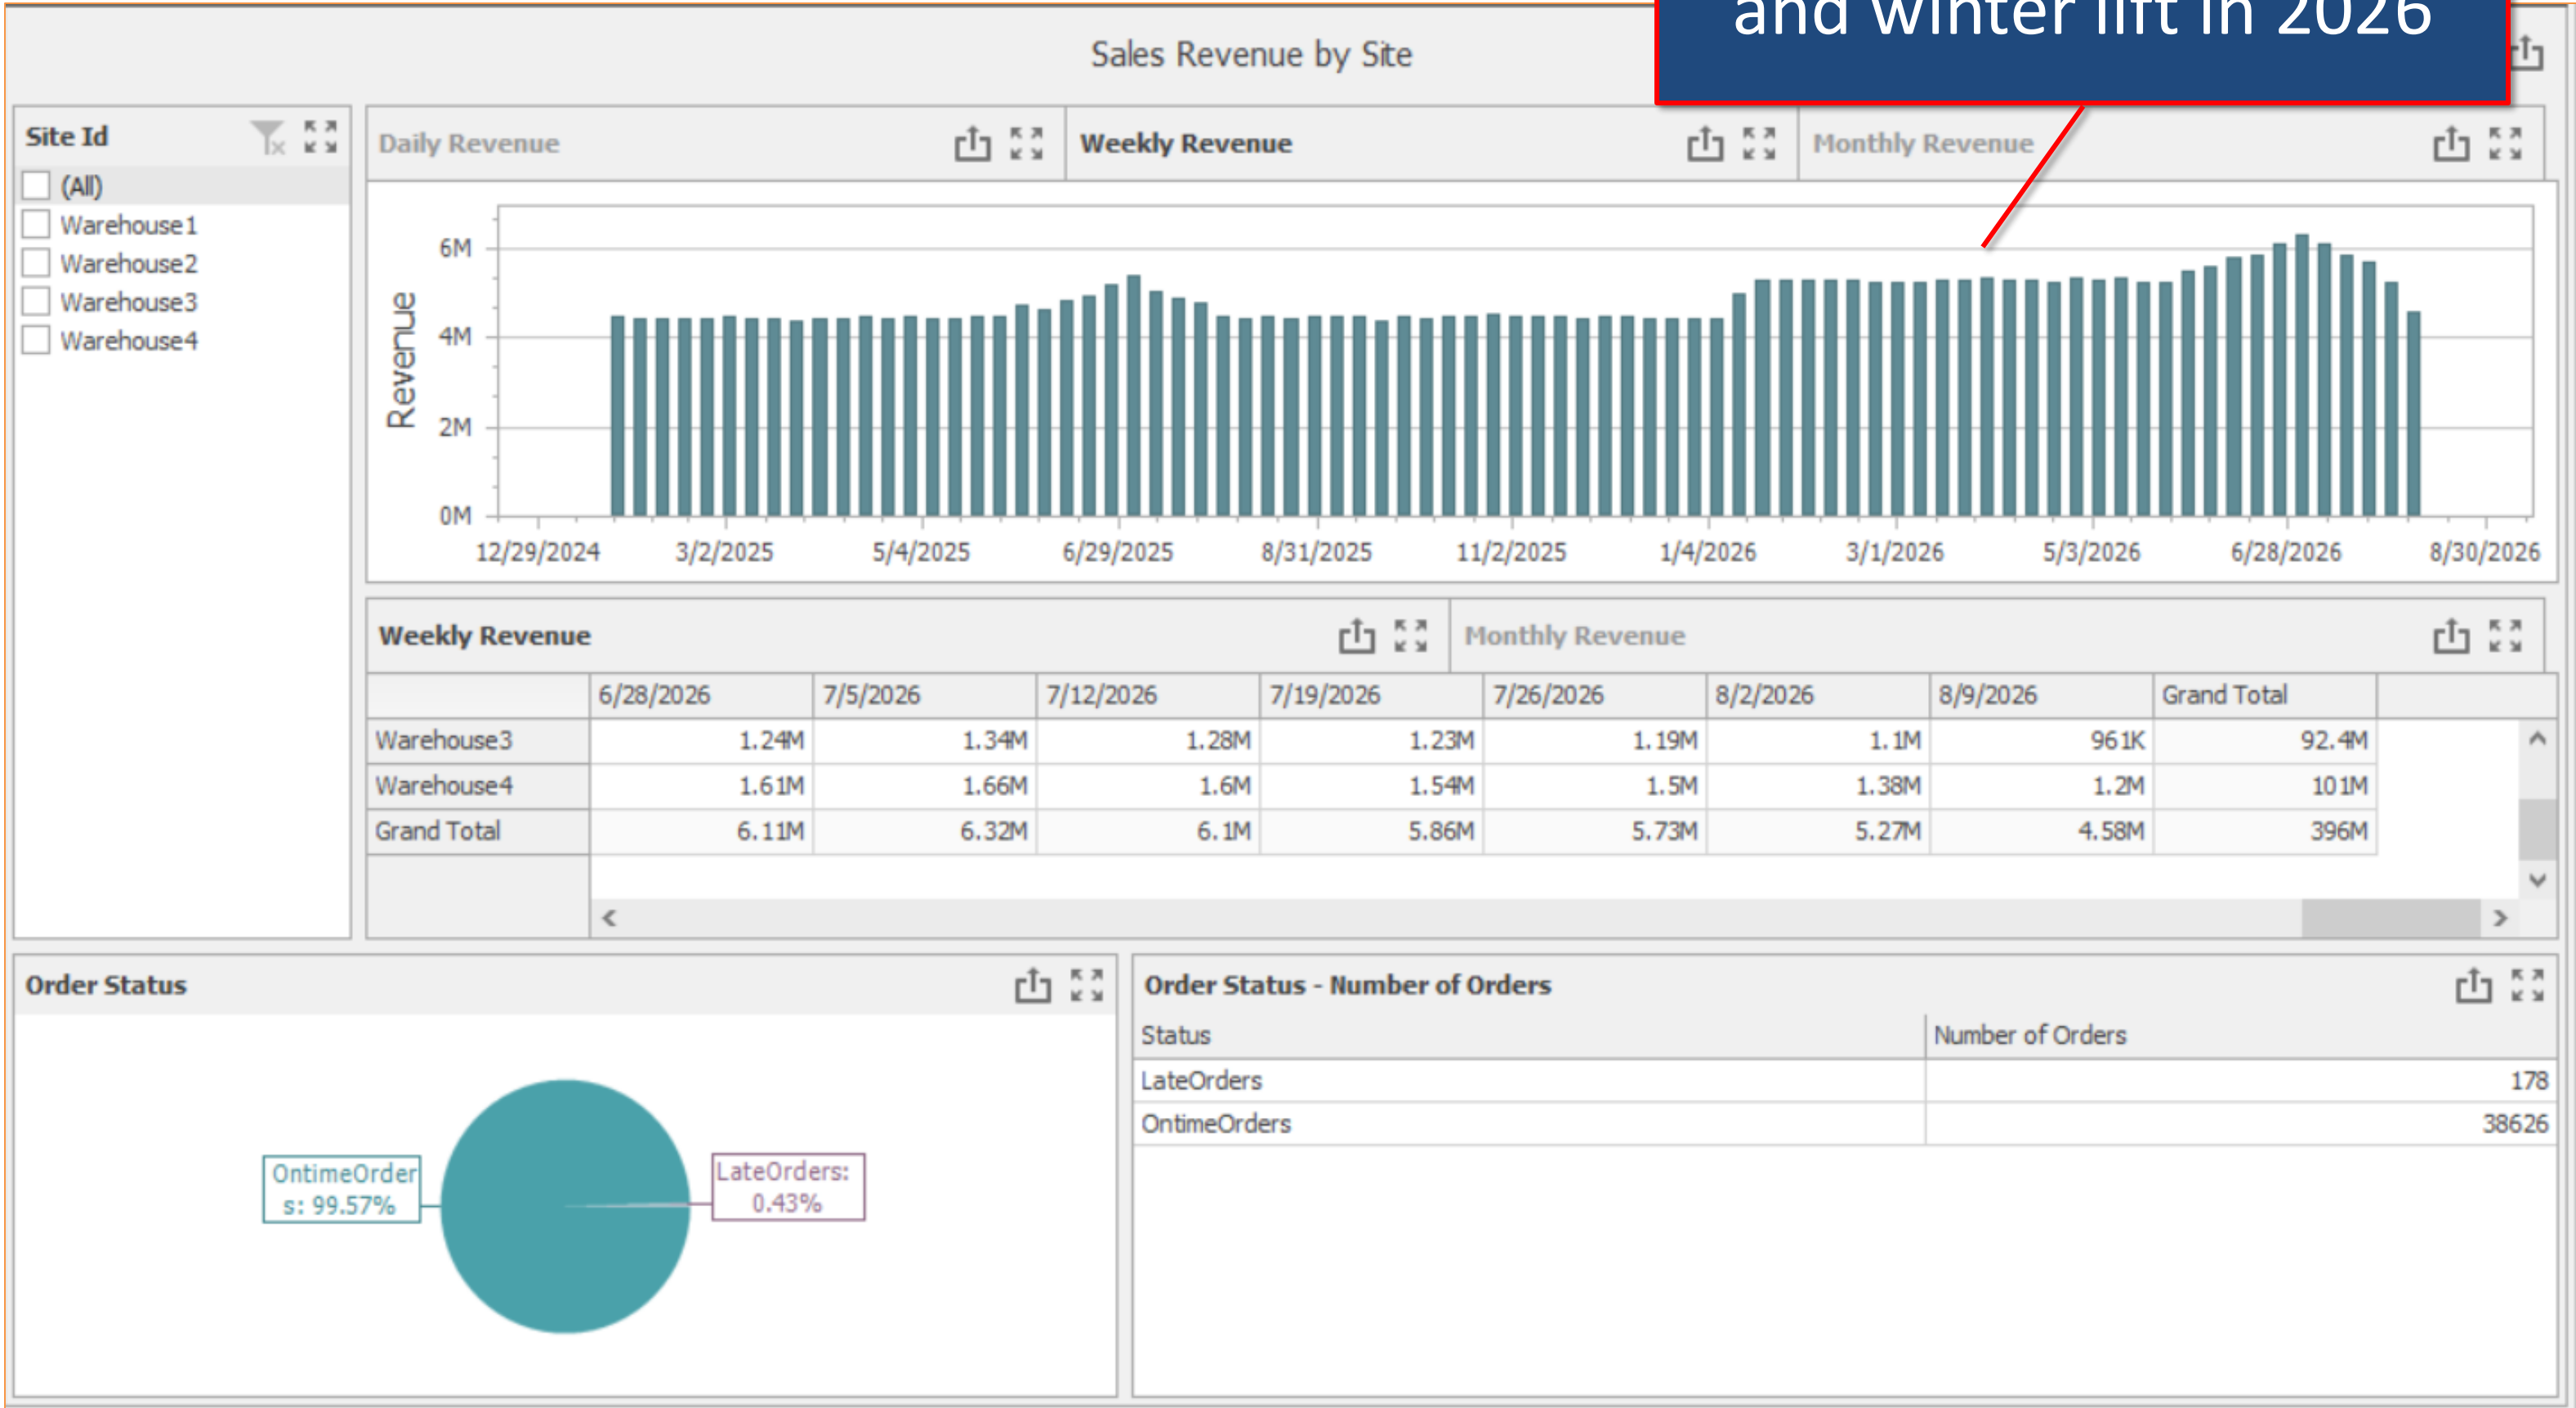 and winter lift in 2026
Sales Revenue by Site
Site Id
(All)
Warehouse1
Warehouse2
Warehouse3
Warehouse4
Daily Revenue
Weekly Revenue
Monthly Revenue
Revenue
6M
4M
2M
0M
12/29/2024 3/2/2025 5/4/2025 6/29/2025 8/31/2025 11/2/2025 1/4/2026 3/1/2026 5/3/2026 6/28/2026 8/30/2026
Weekly Revenue
Monthly Revenue
6/28/2026 7/5/2026 7/12/2026 7/19/2026 7/26/2026 8/2/2026 8/9/2026 Grand Total
Warehouse3 1.24M 1.34M 1.28M 1.23M 1.19M 1.1M 961K 92.4M
Warehouse4 1.61M 1.66M 1.6M 1.54M 1.5M 1.38M 1.2M 101M
Grand Total 6.11M 6.32M 6.1M 5.86M 5.73M 5.27M 4.58M 396M
Order Status
OntimeOrder
s: 99.57%
LateOrders:
0.43%
Order Status - Number of Orders
Status Number of Orders
LateOrders 178
OntimeOrders 38626